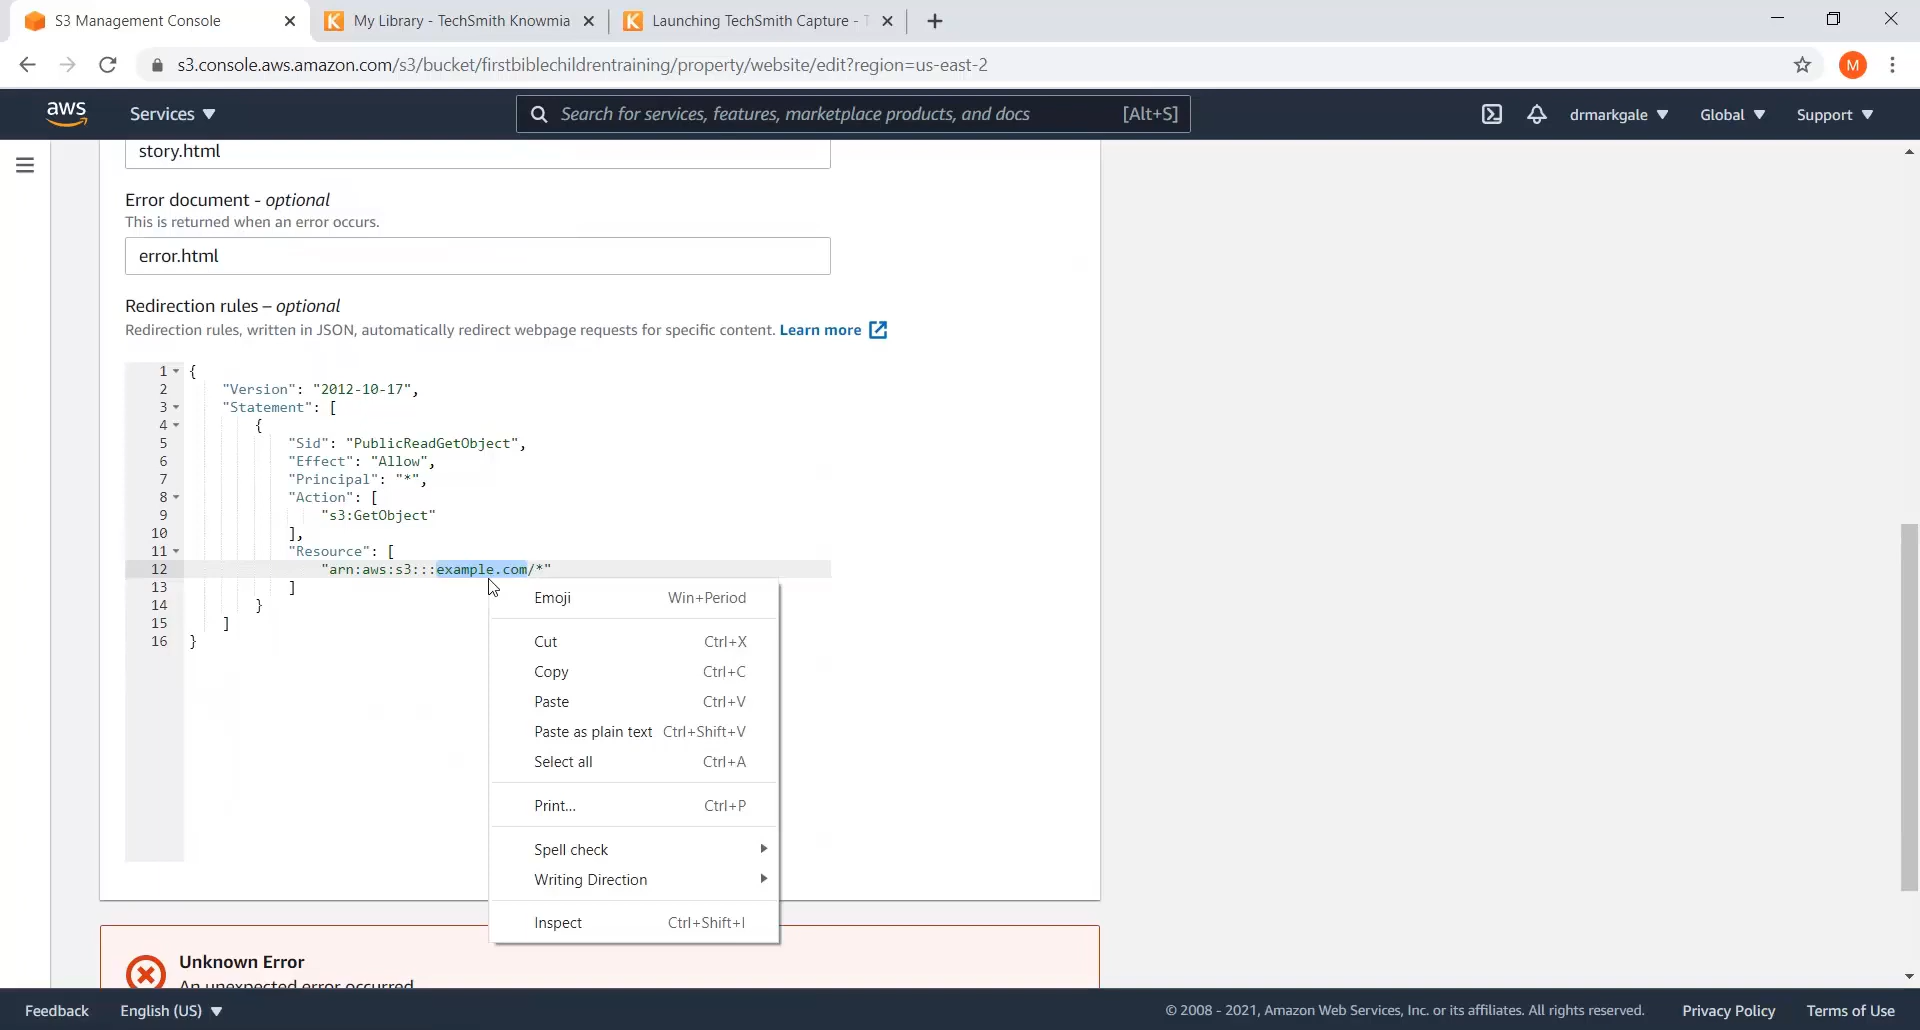 S3 Management Console
My Library - TechSmith Knowmia
Launching TechSmith Capture - T
s3.console.aws.amazon.com/s3/bucket/firstbiblechildrentraining/property/website/edit?region=us-east-2
M
aws
Services
Search for services, features, marketplace products, and docs [Alt+S]
drmarkgale
Global
Support
story.html
Error document - optional
This is returned when an error occurs.
error.html
Redirection rules – optional
Redirection rules, written in JSON, automatically redirect webpage requests for specific content. Learn more
1 {
2 "Version": "2012-10-17",
3 "Statement": [
4 {
5 "Sid": "PublicReadGetObject",
6 "Effect": "Allow",
7 "Principal": "*",
8 "Action": [
9 "s3:GetObject"
10 ],
11 "Resource": [
12 "arn:aws:s3:::example.com/*"
13 ]
14 }
15 ]
16 }
Emoji Win+Period
Cut Ctrl+X
Copy Ctrl+C
Paste Ctrl+V
Paste as plain text Ctrl+Shift+V
Select all Ctrl+A
Print... Ctrl+P
Spell check
Writing Direction
Inspect Ctrl+Shift+I
Unknown Error
An unexpected error occurred
Feedback
English (US)
© 2008 - 2021, Amazon Web Services, Inc. or its affiliates. All rights reserved.
Privacy Policy
Terms of Use